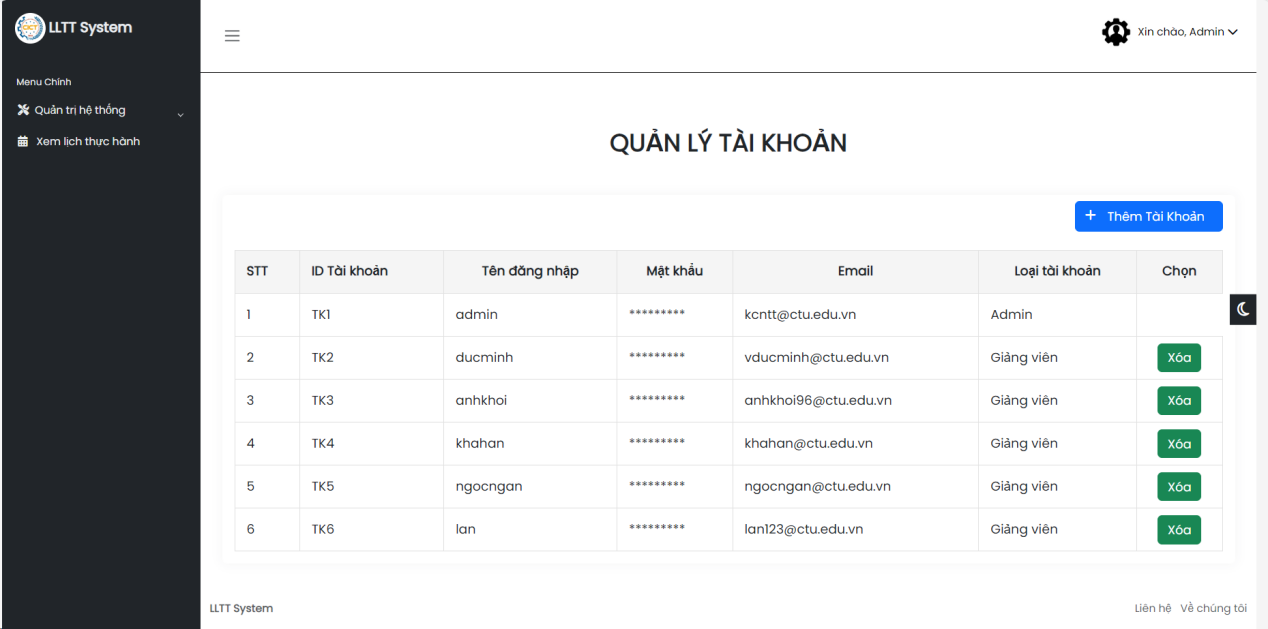 LLTT System
Xin chào, Admin
Menu Chính
Quản trị hệ thống
Xem lịch thực hành
QUẢN LÝ TÀI KHOẢN
+ Thêm Tài Khoản
STT ID Tài khoản Tên đăng nhập Mật khẩu Email Loại tài khoản Chọn
1 TK1 admin ********* kcntt@ctu.edu.vn Admin
2 TK2 ducminh ********* vducminh@ctu.edu.vn Giảng viên Xóa
3 TK3 anhkhoi ********* anhkhoi96@ctu.edu.vn Giảng viên Xóa
4 TK4 khahan ********* khahan@ctu.edu.vn Giảng viên Xóa
5 TK5 ngocngan ********* ngocngan@ctu.edu.vn Giảng viên Xóa
6 TK6 lan ********* lan123@ctu.edu.vn Giảng viên Xóa
LLTT System Liên hệ Về chúng tôi